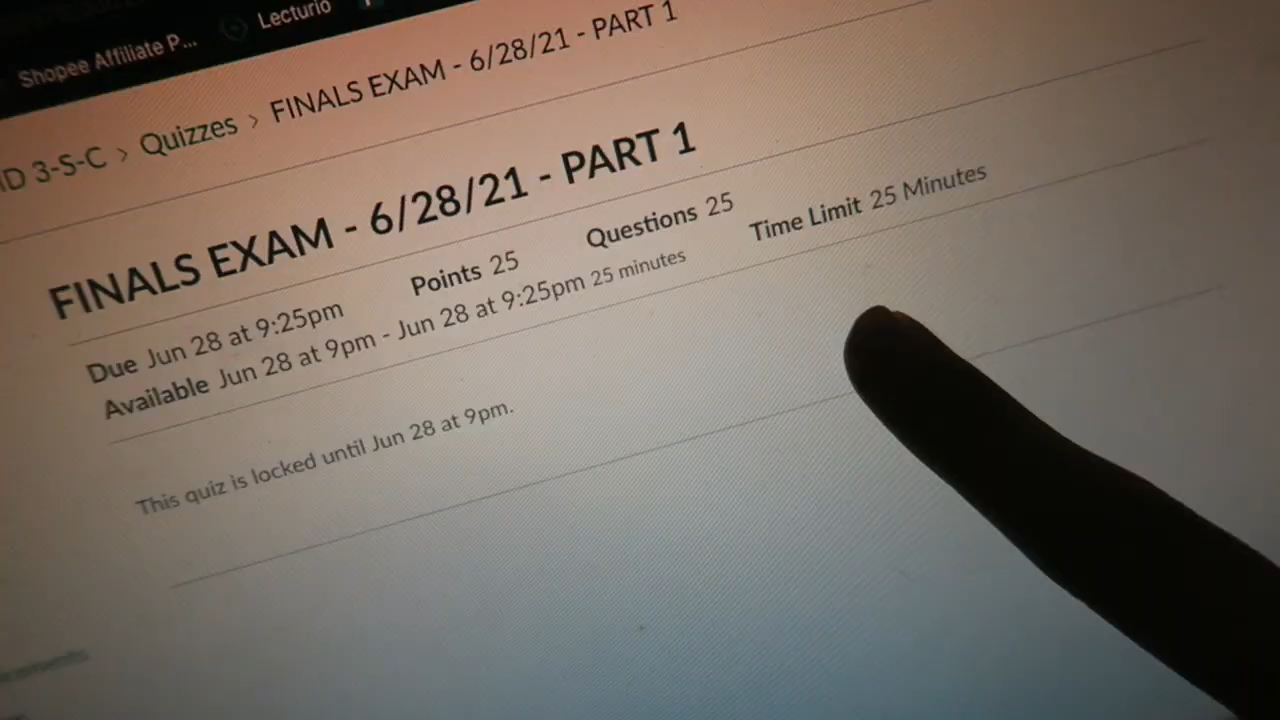 Shopee Affiliate P... Lecturio
3-S-C > Quizzes > FINALS EXAM - 6/28/21 - PART 1
FINALS EXAM - 6/28/21 - PART 1
Due Jun 28 at 9:25pm Points 25 Questions 25 Time Limit 25 Minutes
Available Jun 28 at 9pm - Jun 28 at 9:25pm 25 minutes
This quiz is locked until Jun 28 at 9pm.